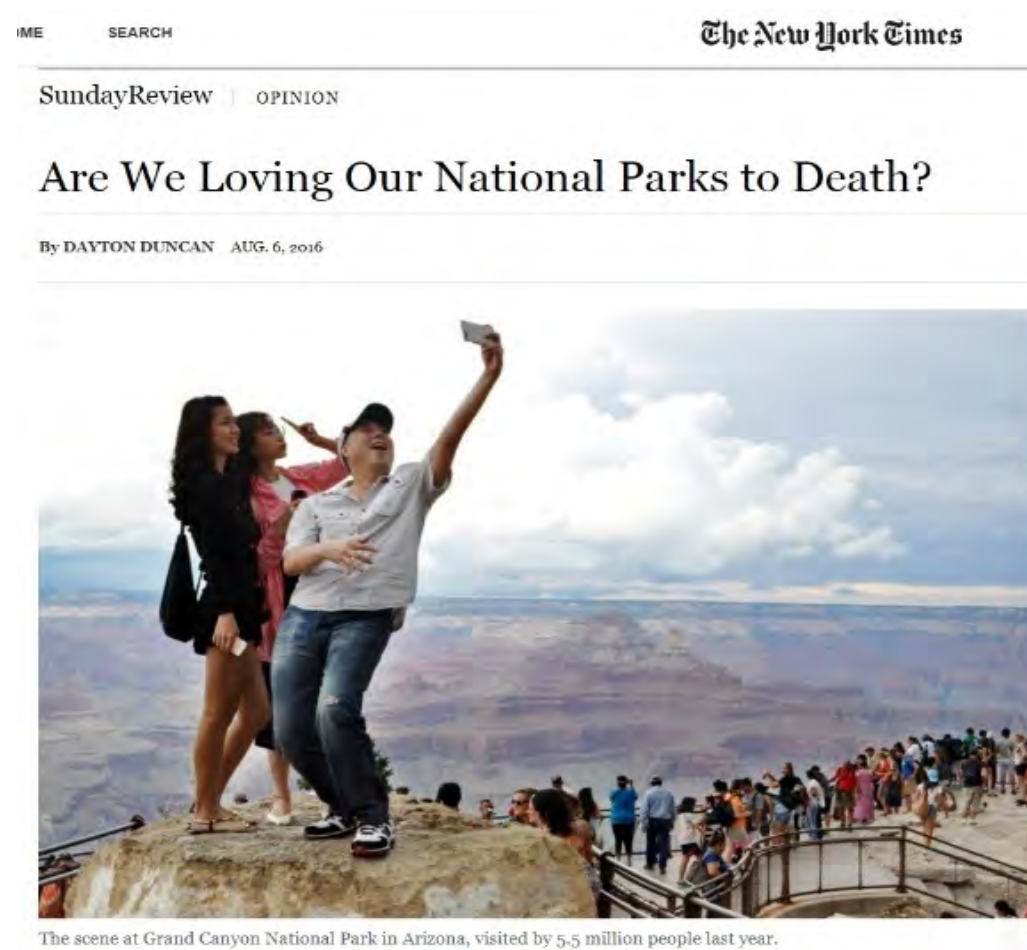 OME SEARCH The New York Times
SundayReview | OPINION
Are We Loving Our National Parks to Death?
By DAYTON DUNCAN AUG. 6, 2016
The scene at Grand Canyon National Park in Arizona, visited by 5.5 million people last year.